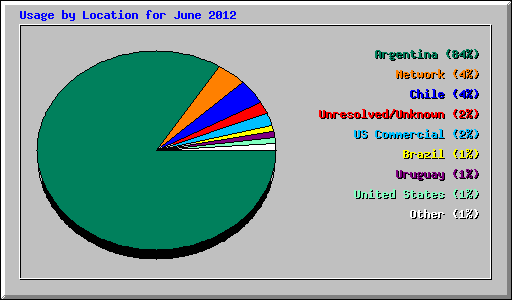 Usage by Location for June 2012
Argentina (84%)
Network (4%)
Chile (4%)
Unresolved/Unknown (2%)
US Commercial (2%)
Brazil (1%)
Uruguay (1%)
United States (1%)
Other (1%)